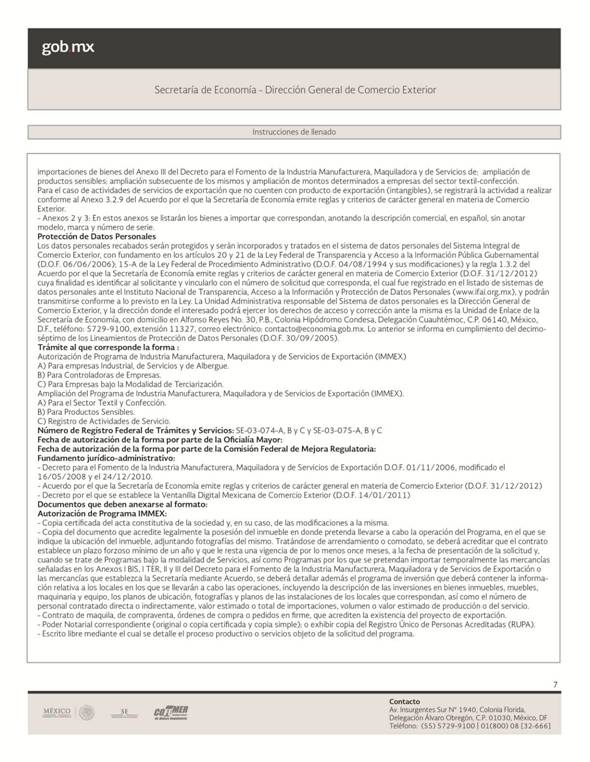 gob.mx
Secretaría de Economía - Dirección General de Comercio Exterior
Instrucciones de llenado
importaciones de bienes del Anexo III del Decreto para el Fomento de la Industria Manufacturera, Maquiladora y de Servicios de; ampliación de
productos sensibles; ampliación subsecuente de los mismos y ampliación de montos determinados a empresas del sector textil-confección.
Para el caso de actividades de servicios de exportación que no cuenten con producto de exportación (intangibles), se registrará la actividad a realizar
conforme al Anexo 3.2.9 del Acuerdo por el que la Secretaría de Economía emite reglas y criterios de carácter general en materia de Comercio
Exterior.
- Anexos 2 y 3: En estos anexos se listarán los bienes a importar que correspondan, anotando la descripción comercial, en español, sin anotar
modelo, marca y número de serie.
Protección de Datos Personales
Los datos personales recabados serán protegidos y serán incorporados y tratados en el sistema de datos personales del Sistema Integral de
Comercio Exterior, con fundamento en los artículos 20 y 21 de la Ley Federal de Transparencia y Acceso a la Información Pública Gubernamental
(D.O.F. 06/06/2006); 15-A de la Ley Federal de Procedimiento Administrativo (D.O.F. 04/08/1994 y sus modificaciones) y la regla 1.3.2 del
Acuerdo por el que la Secretaría de Economía emite reglas y criterios de carácter general en materia de Comercio Exterior (D.O.F. 31/12/2012)
cuya finalidad es identificar al solicitante y vincularlo con el número de solicitud que corresponda, el cual fue registrado en el listado de sistemas de
datos personales ante el Instituto Nacional de Transparencia, Acceso a la Información y Protección de Datos Personales (www.ifai.org.mx), y podrán
transmitirse conforme a lo previsto en la Ley. La Unidad Administrativa responsable del Sistema de datos personales es la Dirección General de
Comercio Exterior, y la dirección donde el interesado podrá ejercer los derechos de acceso y corrección ante la misma es la Unidad de Enlace de la
Secretaría de Economía, con domicilio en Alfonso Reyes No. 30, P.B., Colonia Hipódromo Condesa, Delegación Cuauhtémoc, C.P. 06140, México,
D.F., teléfono: 5729-9100, extensión 11327, correo electrónico: contacto@economia.gob.mx. Lo anterior se informa en cumplimiento del decimo-
séptimo de los Lineamientos de Protección de Datos Personales (D.O.F. 30/09/2005).
Trámite al que corresponde la forma :
Autorización de Programa de Industria Manufacturera, Maquiladora y de Servicios de Exportación (IMMEX)
A) Para empresas Industrial, de Servicios y de Albergue.
B) Para Controladoras de Empresas.
C) Para Empresas bajo la Modalidad de Terciarización.
Ampliación del Programa de Industria Manufacturera, Maquiladora y de Servicios de Exportación (IMMEX).
A) Para el Sector Textil y Confección.
B) Para Productos Sensibles.
C) Registro de Actividades de Servicio.
Número de Registro Federal de Trámites y Servicios: SE-03-074-A, B y C y SE-03-075-A, B y C
Fecha de autorización de la forma por parte de la Oficialía Mayor:
Fecha de autorización de la forma por parte de la Comisión Federal de Mejora Regulatoria:
Fundamento jurídico-administrativo:
- Decreto para el Fomento de la Industria Manufacturera, Maquiladora y de Servicios de Exportación D.O.F. 01/11/2006, modificado el
16/05/2008 y el 24/12/2010.
- Acuerdo por el que la Secretaría de Economía emite reglas y criterios de carácter general en materia de Comercio Exterior (D.O.F. 31/12/2012)
- Decreto por el que se establece la Ventanilla Digital Mexicana de Comercio Exterior (D.O.F. 14/01/2011)
Documentos que deben anexarse al formato:
Autorización de Programa IMMEX:
- Copia certificada del acta constitutiva de la sociedad y, en su caso, de las modificaciones a la misma.
- Copia del documento que acredite legalmente la posesión del inmueble en donde pretenda llevarse a cabo la operación del Programa, en el que se
indique la ubicación del inmueble, adjuntando fotografías del mismo. Tratándose de arrendamiento o comodato, se deberá acreditar que el contrato
establece un plazo forzoso mínimo de un año y que le resta una vigencia de por lo menos once meses, a la fecha de presentación de la solicitud y,
cuando se trate de Programas bajo la modalidad de Servicios, así como Programas por los que se pretendan importar temporalmente las mercancías
señaladas en los Anexos I BIS, I TER, II y III del Decreto para el Fomento de la Industria Manufacturera, Maquiladora y de Servicios de Exportación o
las mercancías que establezca la Secretaría mediante Acuerdo, se deberá detallar además el programa de inversión que deberá contener la informa-
ción relativa a los locales en los que se llevarán a cabo las operaciones, incluyendo la descripción de las inversiones en bienes inmuebles, muebles,
maquinaria y equipo, los planos de ubicación, fotografías y planos de las instalaciones de los locales que correspondan, así como el número de
personal contratado directa o indirectamente, valor estimado o total de importaciones, volumen o valor estimado de producción o del servicio.
- Contrato de maquila, de compraventa, órdenes de compra o pedidos en firme, que acrediten la existencia del proyecto de exportación.
- Poder Notarial correspondiente (original o copia certificada y copia simple); o exhibir copia del Registro Único de Personas Acreditadas (RUPA).
- Escrito libre mediante el cual se detalle el proceso productivo o servicios objeto de la solicitud del programa.
7
MÉXICO
SE
COFEMER
Contacto
Av. Insurgentes Sur N° 1940, Colonia Florida,
Delegación Álvaro Obregón, C.P. 01030, México, DF
Teléfono: (55) 5729-9100 | 01(800) 08 [32-666]